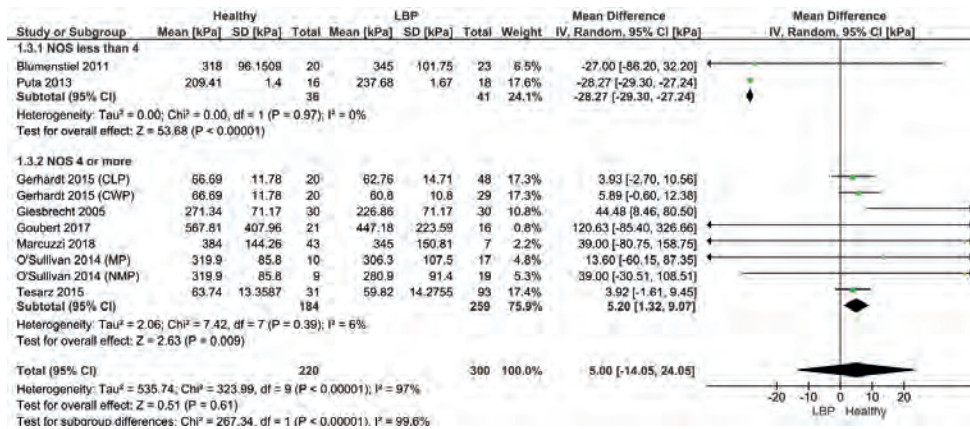 Healthy LBP Mean Difference Mean Difference
Study or Subgroup Mean [kPa] SD [kPa] Total Mean [kPa] SD [kPa] Total Weight IV, Random, 95% CI [kPa] IV, Random, 95% CI [kPa]
1.3.1 NOS less than 4
Blumenstiel 2011 318 96.1509 20 345 101.75 23 6.5% -27.00 [-86.20, 32.20]
Puta 2013 209.41 1.4 16 237.68 1.67 18 17.6% -28.27 [-29.30, -27.24]
Subtotal (95% CI) 36 41 24.1% -28.27 [-29.30, -27.24]
Heterogeneity: Tau² = 0.00; Chi² = 0.00, df = 1 (P = 0.97); I² = 0%
Test for overall effect: Z = 53.68 (P < 0.00001)
1.3.2 NOS 4 or more
Gerhardt 2015 (CLP) 66.69 11.78 20 62.76 14.71 48 17.3% 3.93 [-2.70, 10.56]
Gerhardt 2015 (CWP) 66.69 11.78 20 60.8 10.8 29 17.3% 5.89 [-0.60, 12.38]
Giesbrecht 2005 271.34 71.17 30 226.86 71.17 30 10.8% 44.48 [8.46, 80.50]
Goubert 2017 567.81 407.96 21 447.18 223.59 16 0.8% 120.63 [-85.40, 326.66]
Marcuzzi 2018 384 144.26 43 345 150.81 7 2.2% 39.00 [-80.75, 158.75]
O'Sullivan 2014 (MP) 319.9 85.8 10 306.3 107.5 17 4.8% 13.60 [-60.15, 87.35]
O'Sullivan 2014 (NMP) 319.9 85.8 9 280.9 91.4 19 5.3% 39.00 [-30.51, 108.51]
Tesarz 2015 63.74 13.3587 31 59.82 14.2755 93 17.4% 3.92 [-1.61, 9.45]
Subtotal (95% CI) 184 259 75.9% 5.20 [1.32, 9.07]
Heterogeneity: Tau² = 2.06; Chi² = 7.42, df = 7 (P = 0.39); I² = 6%
Test for overall effect: Z = 2.63 (P = 0.009)
Total (95% CI) 220 300 100.0% 5.00 [-14.05, 24.05]
Heterogeneity: Tau² = 535.74; Chi² = 323.99, df = 9 (P < 0.00001); I² = 97%
Test for overall effect: Z = 0.51 (P = 0.61)
Test for subgroup differences: Chi² = 267.34, df = 1 (P < 0.00001), I² = 99.6%
-40 -30 -20 -10 0 10 20 30 40
LBP Healthy